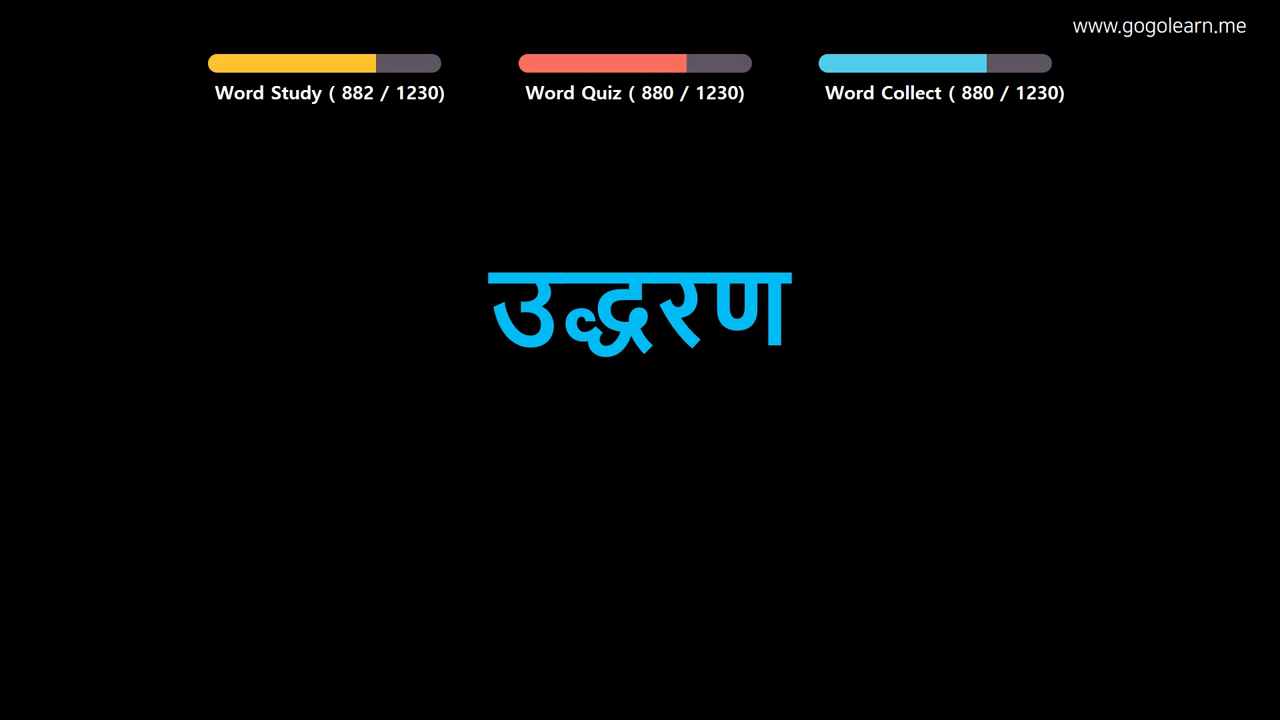 www.gogolearn.me
Word Study ( 882 / 1230)
Word Quiz ( 880 / 1230)
Word Collect ( 880 / 1230)
उद्धरण